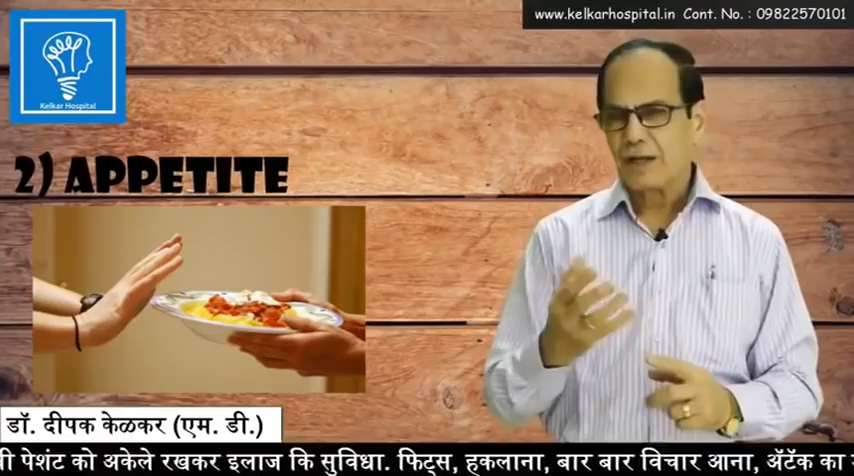 www.kelkarhospital.in Cont. No. : 09822570101
Kelkar Hospital
2) APPETITE
डॉ. दीपक केळकर (एम. डी.)
पेशंट को अकेले रखकर इलाज कि सुविधा. फिट्स, हकलाना, बार बार विचार आना, अ‍ॅटॅक का